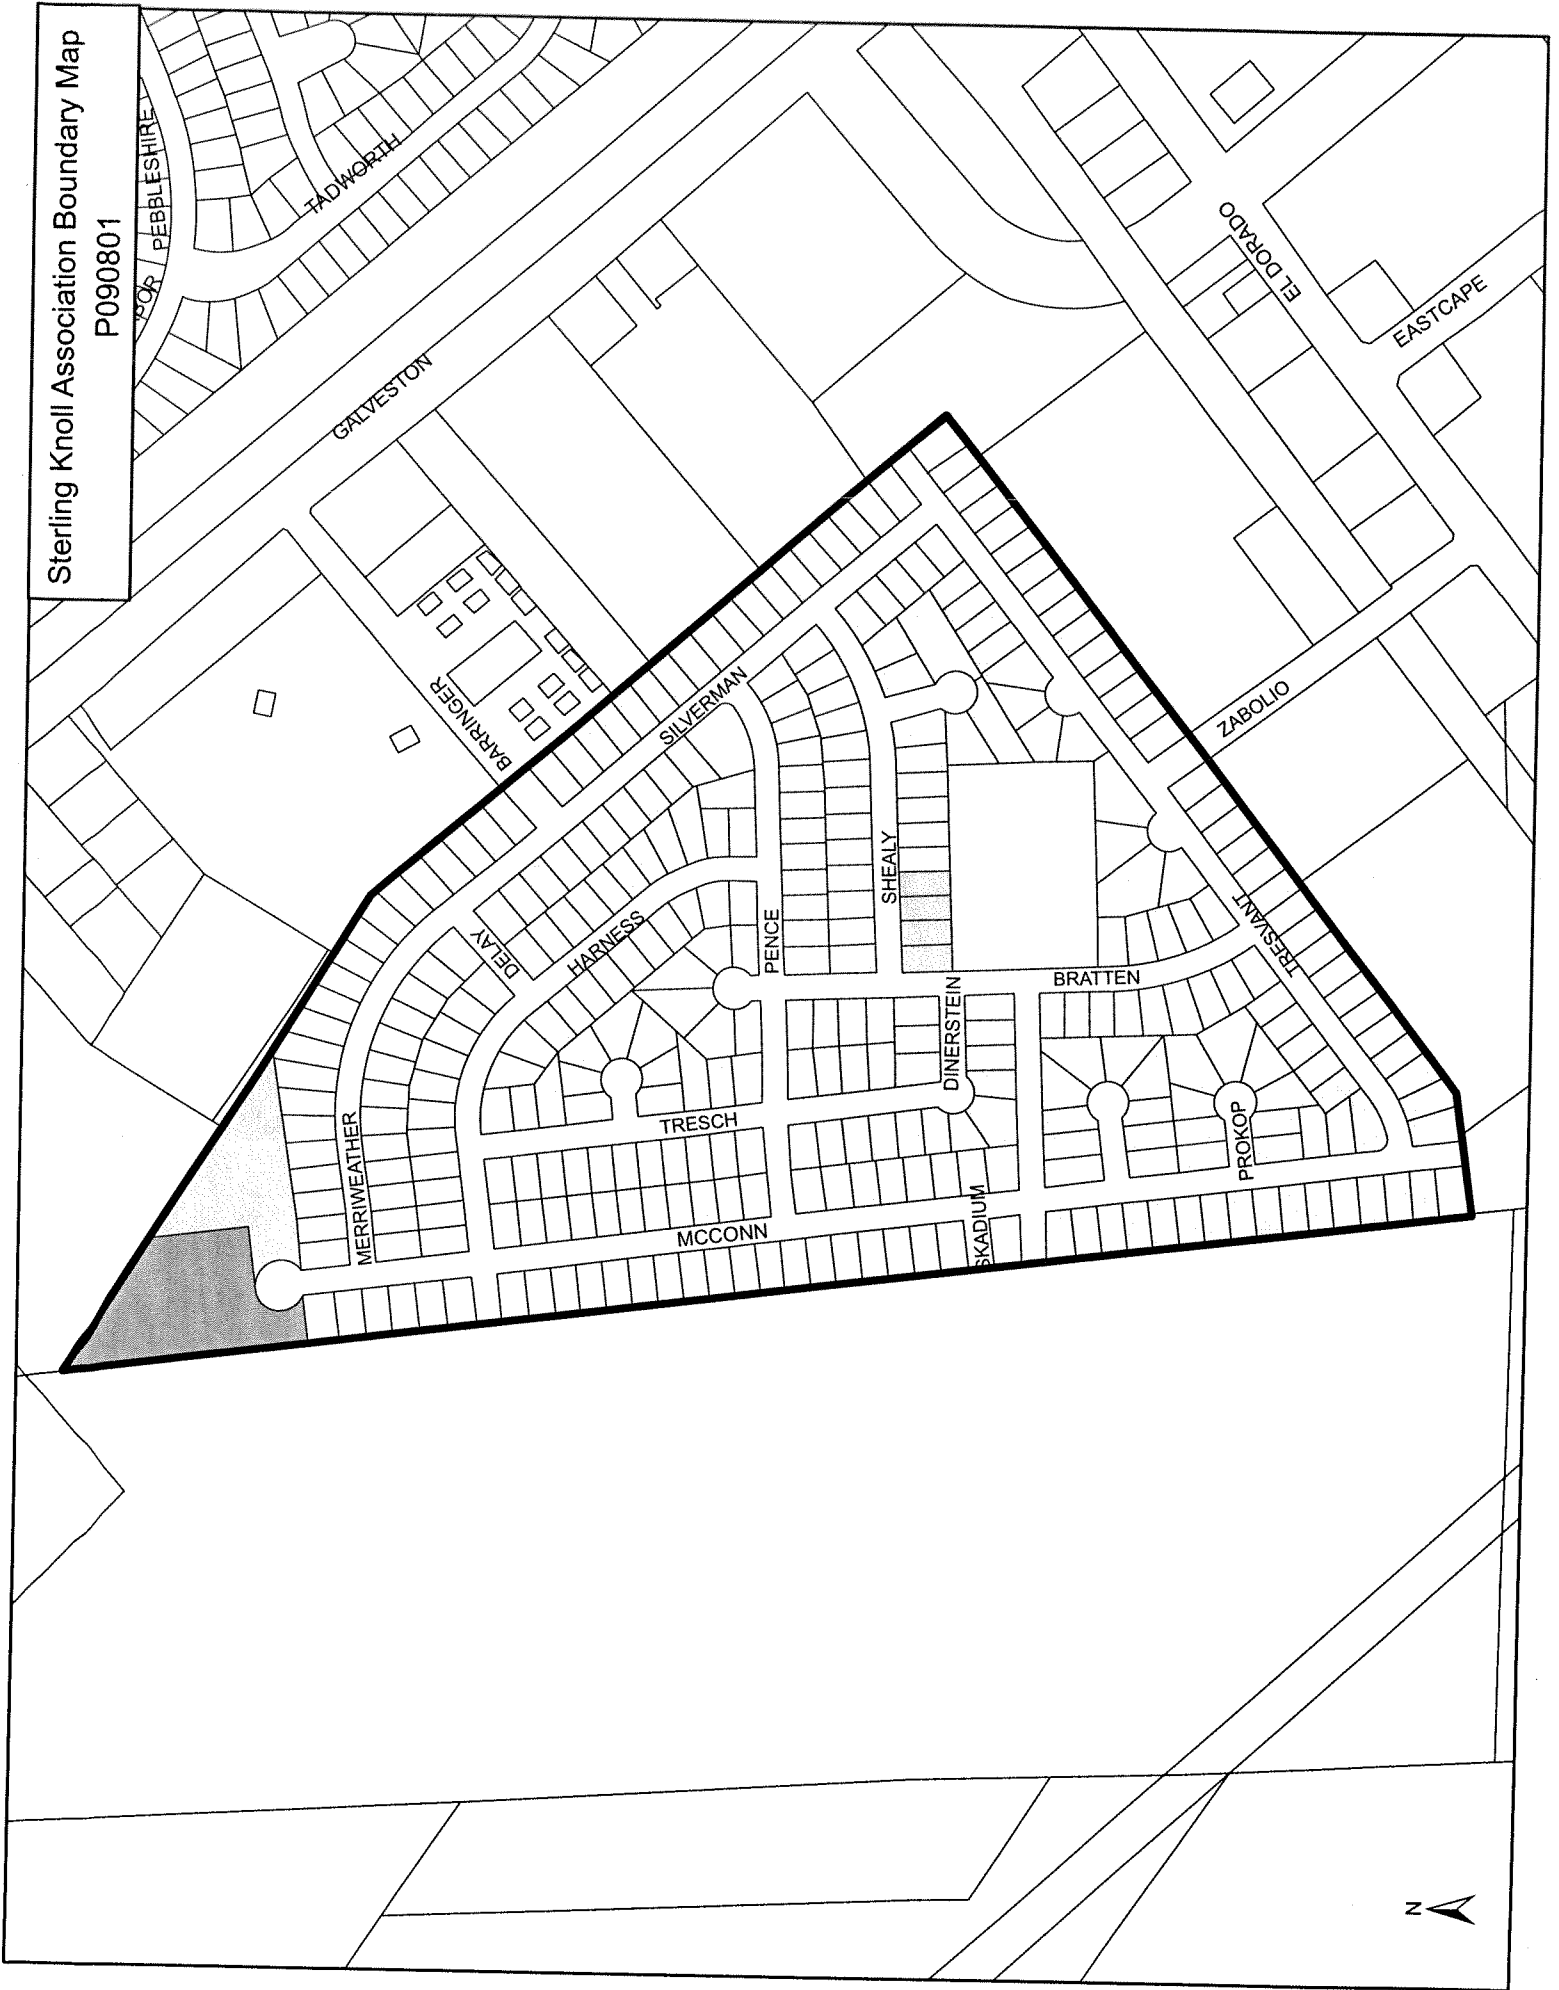 Sterling Knoll Association Boundary Map
P090801
PEBBLESHIRE
TADWORTH
GALVESTON
EL DORADO
EASTCAPE
BARRINGER
SILVERMAN
ZABOLIO
SHEALY
DELAY
HARNESS
PENCE
BRATTEN
TRESVANT
DINERSTEIN
TRESCH
MERRIWEATHER
PROKOP
MCCONN
SKADIUM
N